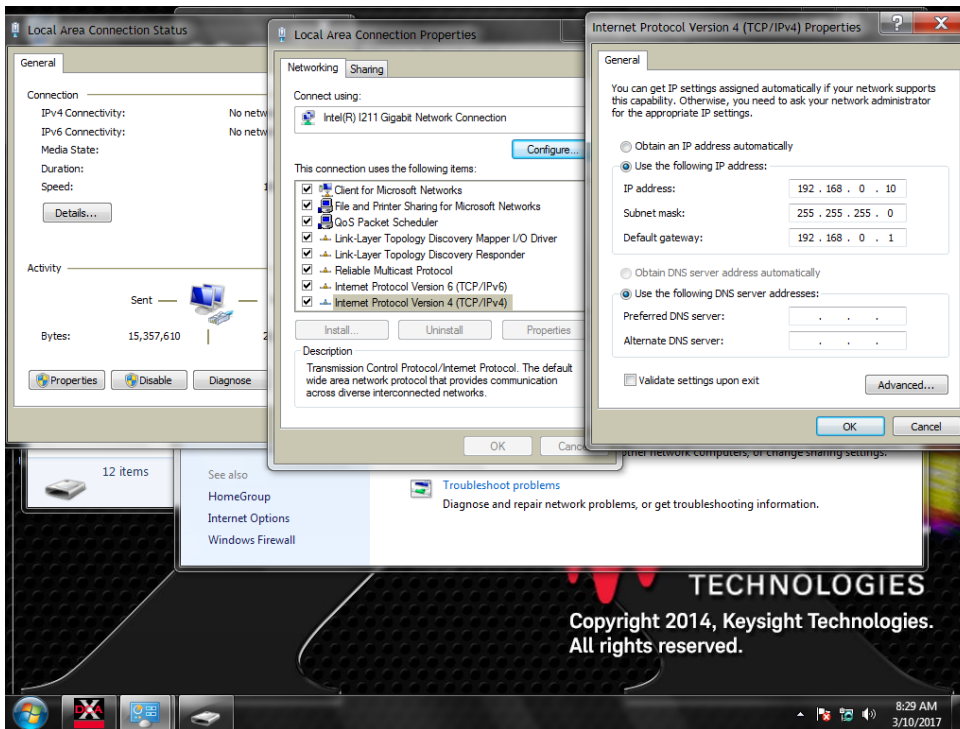 Local Area Connection Status
General
Connection
IPv4 Connectivity: No netw
IPv6 Connectivity: No netw
Media State:
Duration:
Speed: 1
Details...
Activity
Sent
Bytes: 15,357,610 2
Properties Disable Diagnose
Local Area Connection Properties
Networking Sharing
Connect using:
Intel(R) I211 Gigabit Network Connection
Configure...
This connection uses the following items:
Client for Microsoft Networks
File and Printer Sharing for Microsoft Networks
QoS Packet Scheduler
Link-Layer Topology Discovery Mapper I/O Driver
Link-Layer Topology Discovery Responder
Reliable Multicast Protocol
Internet Protocol Version 6 (TCP/IPv6)
Internet Protocol Version 4 (TCP/IPv4)
Install... Uninstall Properties
Description
Transmission Control Protocol/Internet Protocol. The default
wide area network protocol that provides communication
across diverse interconnected networks.
OK Cance
Internet Protocol Version 4 (TCP/IPv4) Properties
General
You can get IP settings assigned automatically if your network supports
this capability. Otherwise, you need to ask your network administrator
for the appropriate IP settings.
Obtain an IP address automatically
Use the following IP address:
IP address: 192 . 168 . 0 . 10
Subnet mask: 255 . 255 . 255 . 0
Default gateway: 192 . 168 . 0 . 1
Obtain DNS server address automatically
Use the following DNS server addresses:
Preferred DNS server: . . .
Alternate DNS server: . . .
Validate settings upon exit
Advanced...
OK Cancel
12 items
See also
HomeGroup
Internet Options
Windows Firewall
other network computers, or change sharing settings.
Troubleshoot problems
Diagnose and repair network problems, or get troubleshooting information.
TECHNOLOGIES
Copyright 2014, Keysight Technologies.
All rights reserved.
DCA
8:29 AM
3/10/2017